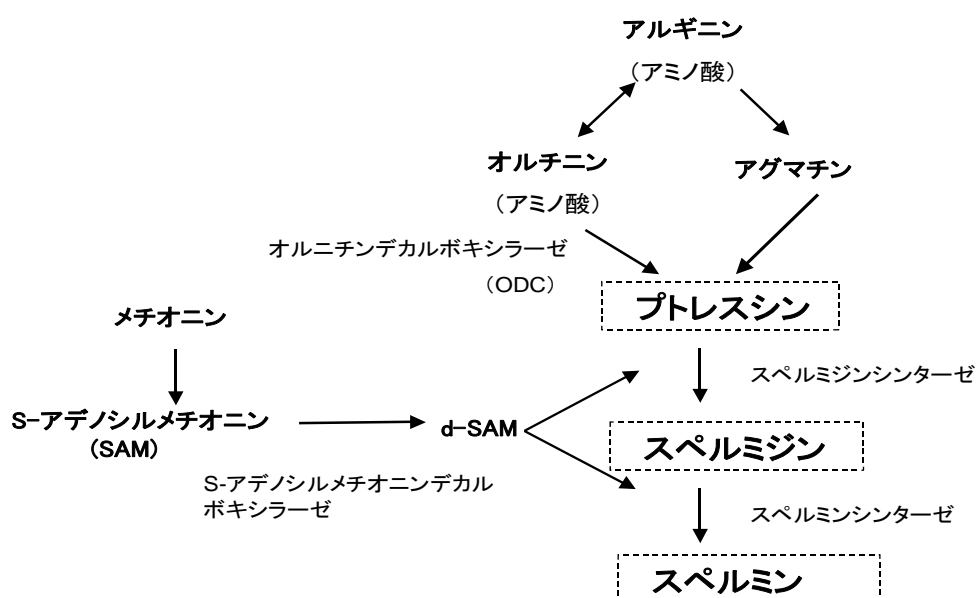 アルギニン
（アミノ酸）
オルチニン
アグマチン
（アミノ酸）
オルニチンデカルボキシラーゼ
（ODC）
プトレスシン
メチオニン
スペルミジンシンターゼ
S-アデノシルメチオニン
(SAM)
d-SAM
スペルミジン
S-アデノシルメチオニンデカル
ボキシラーゼ
スペルミンシンターゼ
スペルミン